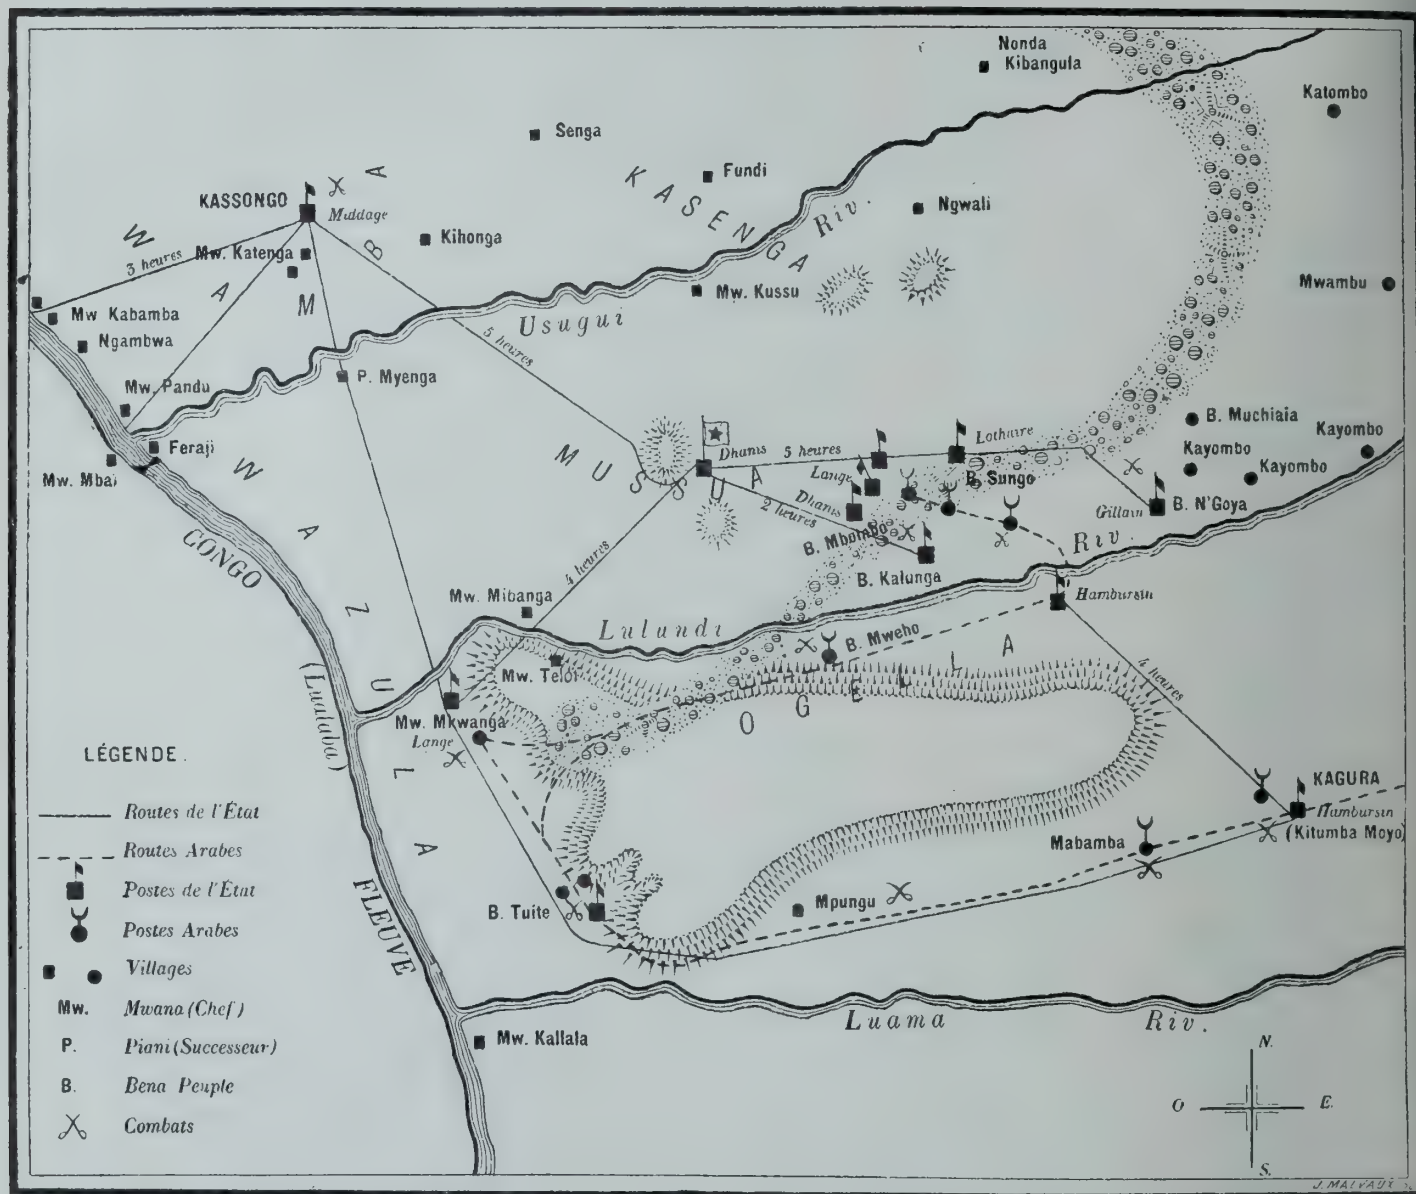 Nonda
Kibangula
Katombo
Senga
Fundi
KASENGA
Riv.
Ngwali
KASSONGO
Middage
WAMBA
Kihonga
3 heures
Mw. Katenga
Mwambu
Mw. Kussu
Mw Kabamba
Ngambwa
Usugui
5 heures
P. Myenga
Mw. Pandu
Feraji
Mw. Mbai
B. Muchiaia
Kayombo
Kayombo
Kayombo
MUSSUA
Dhanis
5 heures
Lothaire
Lange
B. Sungo
Dhanis
2 heures
Gillain
B. N'Goya
B. Mbombo
Riv.
B. Kalunga
CONGO
WAZULA
4 heures
Mw. Mibanga
Hambursin
Lulundi
B. Mweho
Mw. Teloi
OGELLA
4 heures
(Lualaba)
Mw. Mkwanga
Lange
KAGURA
Hambursin
(Kitumba Moyo)
Mabamba
FLEUVE
B. Tuite
Mpungu
Luama
Riv.
Mw. Kallala
LÉGENDE.
Routes de l'État
Routes Arabes
Postes de l'État
Postes Arabes
Villages
Mw. Mwana (Chef)
P. Piani (Successeur)
B. Bena Peuple
Combats
N.
O
E.
S.
J. MALVAUX